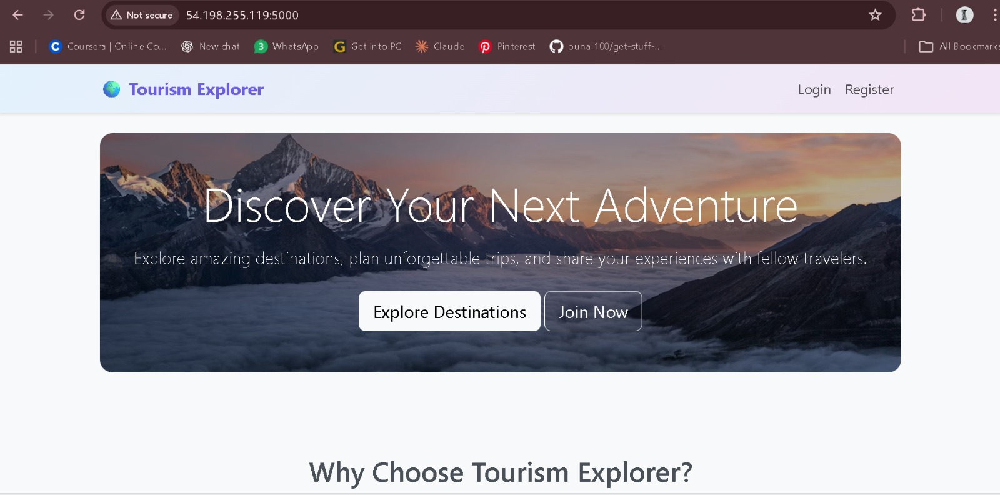 Not secure 54.198.255.119:5000
Coursera | Online Co... New chat 3 WhatsApp G Get Into PC Claude Pinterest punal100/get-stuff-... All Bookmarks
Tourism Explorer Login Register
Discover Your Next Adventure
Explore amazing destinations, plan unforgettable trips, and share your experiences with fellow travelers.
Explore Destinations Join Now
Why Choose Tourism Explorer?